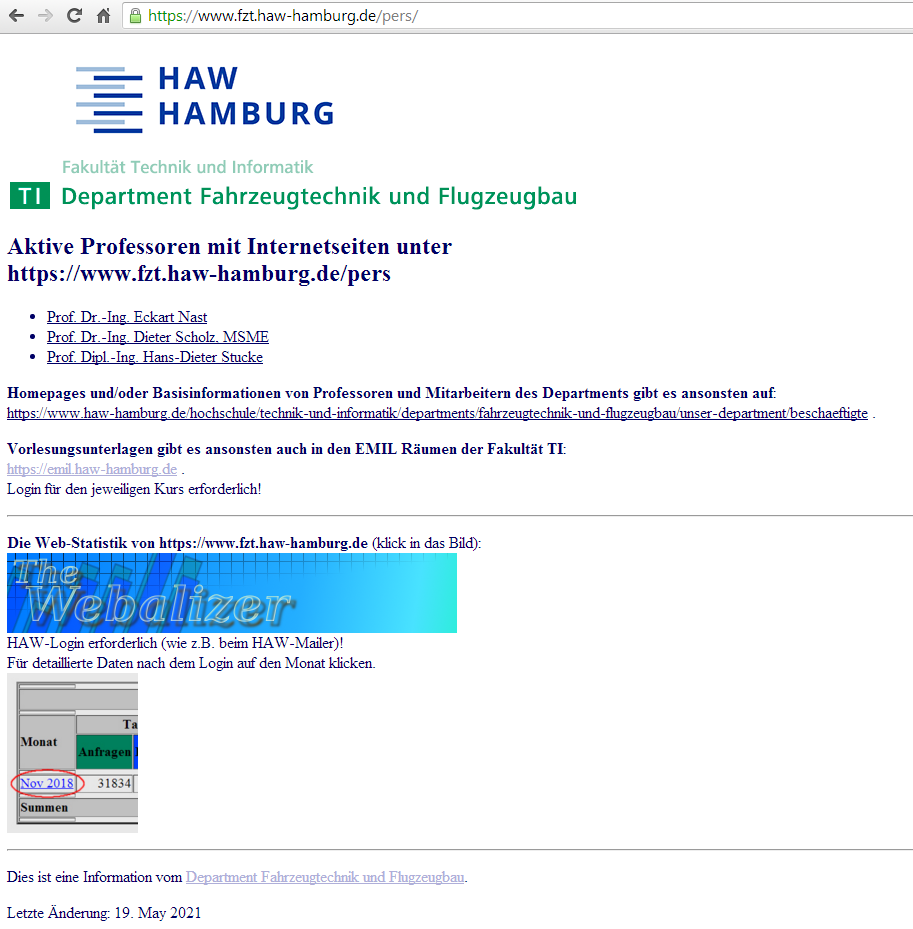 https://www.fzt.haw-hamburg.de/pers/
HAW
HAMBURG
Fakultät Technik und Informatik
TI Department Fahrzeugtechnik und Flugzeugbau
Aktive Professoren mit Internetseiten unter
https://www.fzt.haw-hamburg.de/pers
Prof. Dr.-Ing. Eckart Nast
Prof. Dr.-Ing. Dieter Scholz, MSME
Prof. Dipl.-Ing. Hans-Dieter Stucke
Homepages und/oder Basisinformationen von Professoren und Mitarbeitern des Departments gibt es ansonsten auf:
https://www.haw-hamburg.de/hochschule/technik-und-informatik/departments/fahrzeugtechnik-und-flugzeugbau/unser-department/beschaeftigte .
Vorlesungsunterlagen gibt es ansonsten auch in den EMIL Räumen der Fakultät TI:
https://emil.haw-hamburg.de .
Login für den jeweiligen Kurs erforderlich!
Die Web-Statistik von https://www.fzt.haw-hamburg.de (klick in das Bild):
The
Webalizer
HAW-Login erforderlich (wie z.B. beim HAW-Mailer)!
Für detaillierte Daten nach dem Login auf den Monat klicken.
Ta
Monat
Anfragen
Nov 2018 31834
Summen
Dies ist eine Information vom Department Fahrzeugtechnik und Flugzeugbau.
Letzte Änderung: 19. May 2021